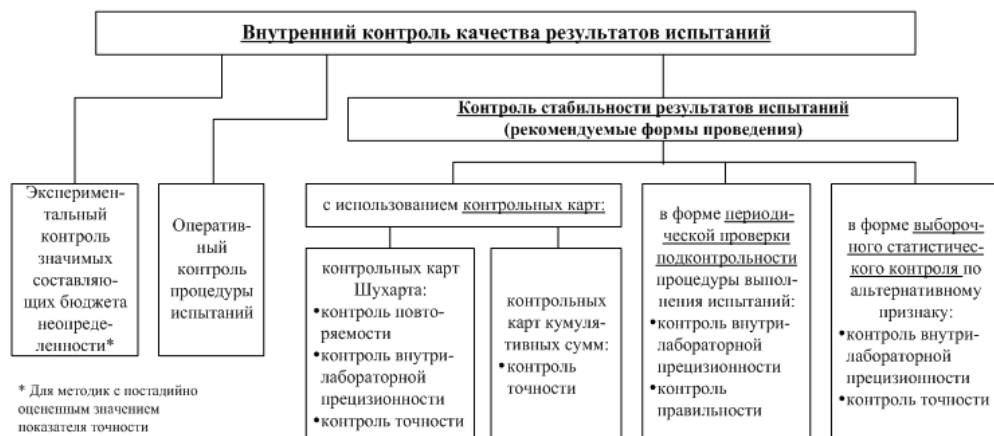 Внутренний контроль качества результатов испытаний
Контроль стабильности результатов испытаний
(рекомендуемые формы проведения)
Эксперимен-
тальный
контроль
значимых
составляю-
щих бюджета
неопреде-
ленности*
Оператив-
ный
контроль
процедуры
испытаний
с использованием контрольных карт:
контрольных карт
Шухарта:
•контроль повто-
ряемости
•контроль внутри-
лабораторной
прецизионности
•контроль точности
контрольных
карт кумуля-
тивных сумм:
•контроль
точности
в форме периоди-
ческой проверки
подконтрольности
процедуры выпол-
нения испытаний:
•контроль внутри-
лабораторной
прецизионности
•контроль
правильности
в форме выбороч-
ного статистичес-
кого контроля по
альтернативному
признаку:
•контроль внутри-
лабораторной
прецизионности
•контроль точности
* Для методик с постадийно
оцененным значением
показателя точности